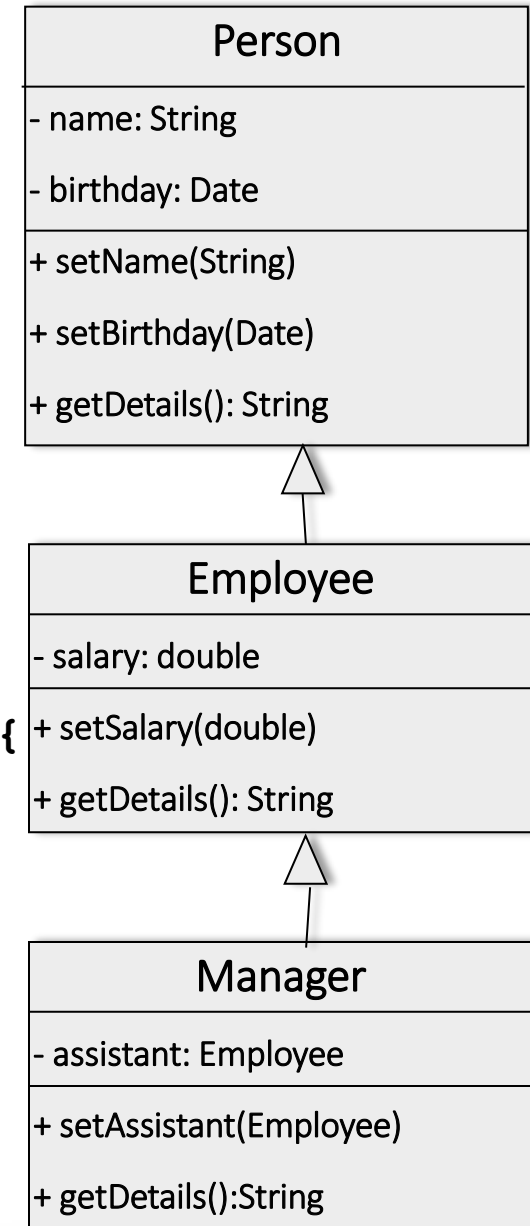 Person
- name: String
- birthday: Date
+ setName(String)
+ setBirthday(Date)
+ getDetails(): String
Employee
- salary: double
{ + setSalary(double)
+ getDetails(): String
Manager
- assistant: Employee
+ setAssistant(Employee)
+ getDetails():String